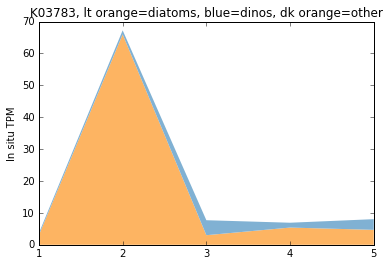 K03783, lt orange=diatoms, blue=dinos, dk orange=other
70
60
50
40
30
20
10
0
In situ TPM
1 2 3 4 5